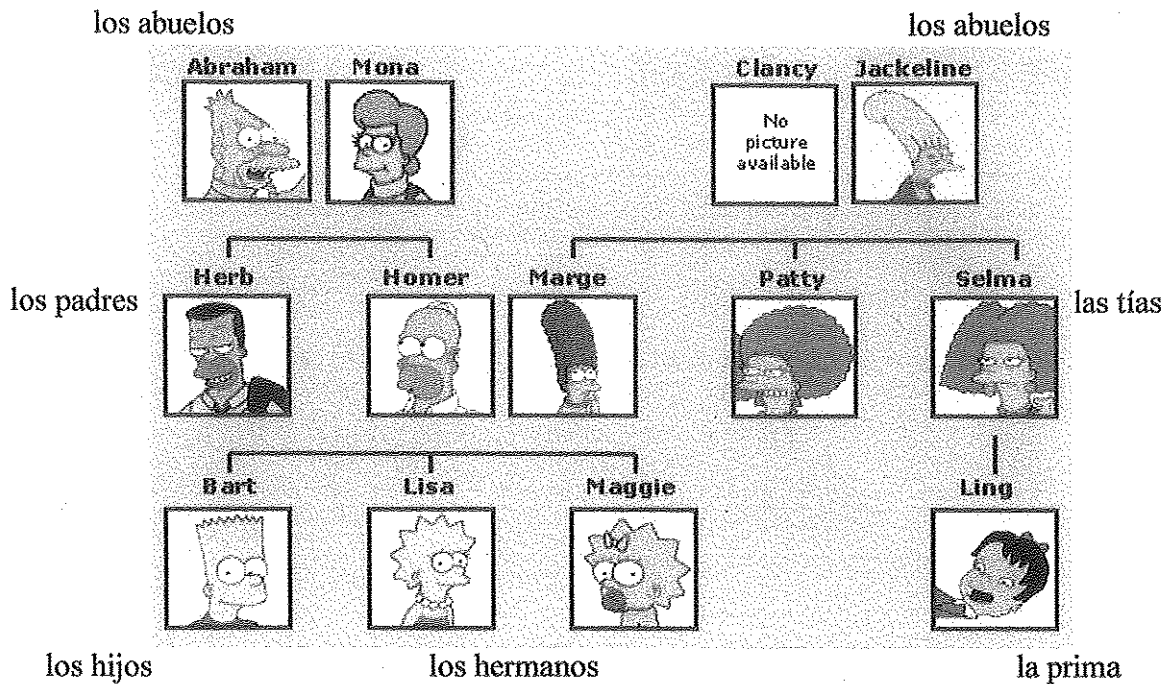 los abuelos los abuelos
Abraham Mona Clancy Jackeline
No
picture
available
Herb Homer Marge Patty Selma
los padres las tías
Bart Lisa Maggie Ling
los hijos los hermanos la prima